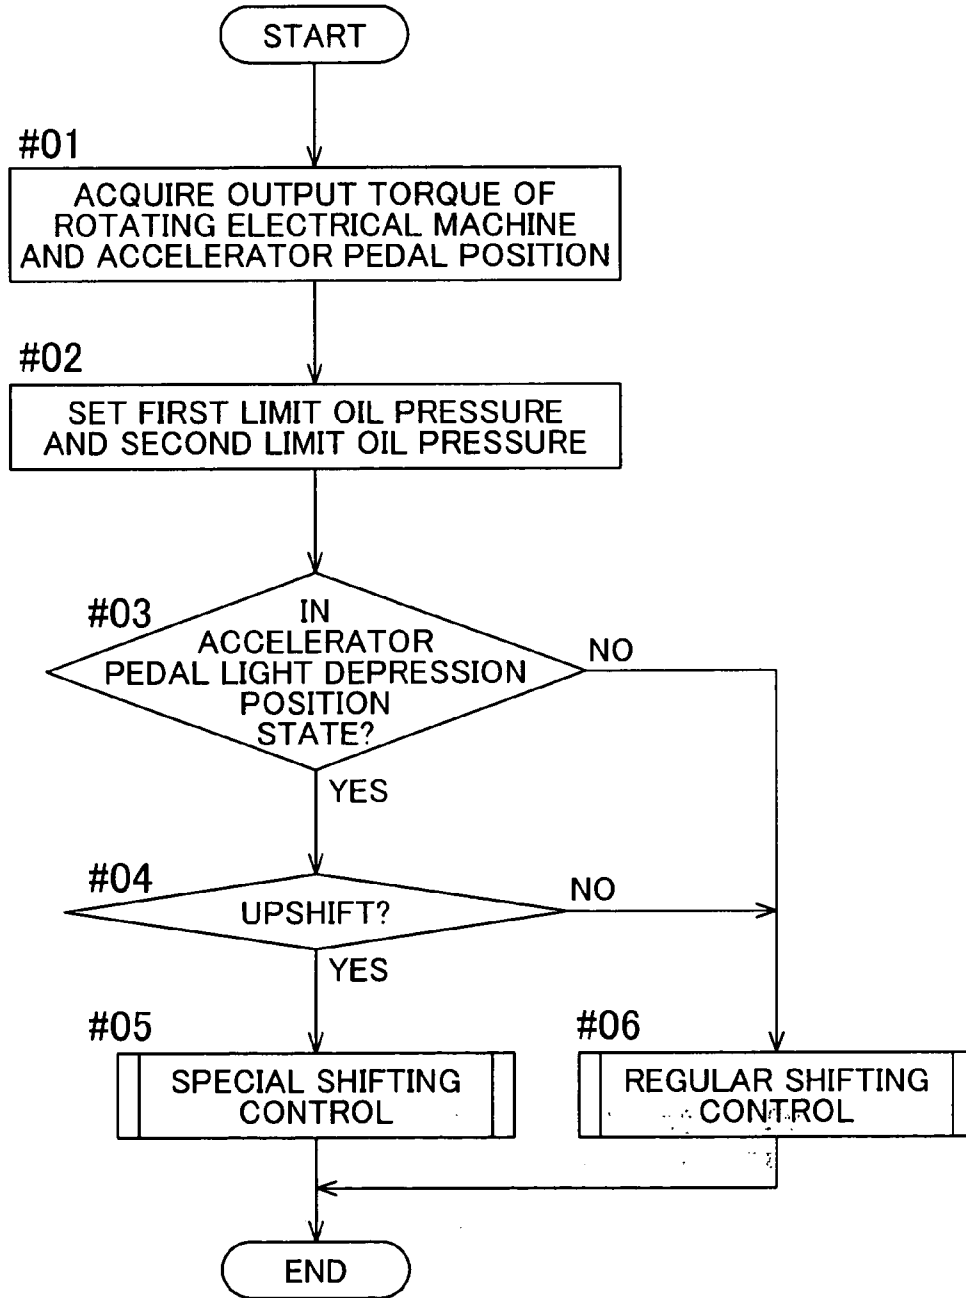 START
#01
ACQUIRE OUTPUT TORQUE OF
ROTATING ELECTRICAL MACHINE
AND ACCELERATOR PEDAL POSITION
#02
SET FIRST LIMIT OIL PRESSURE
AND SECOND LIMIT OIL PRESSURE
#03
IN
ACCELERATOR
PEDAL LIGHT DEPRESSION
POSITION
STATE?
NO
YES
#04
UPSHIFT?
NO
YES
#05
SPECIAL SHIFTING
CONTROL
#06
REGULAR SHIFTING
CONTROL
END